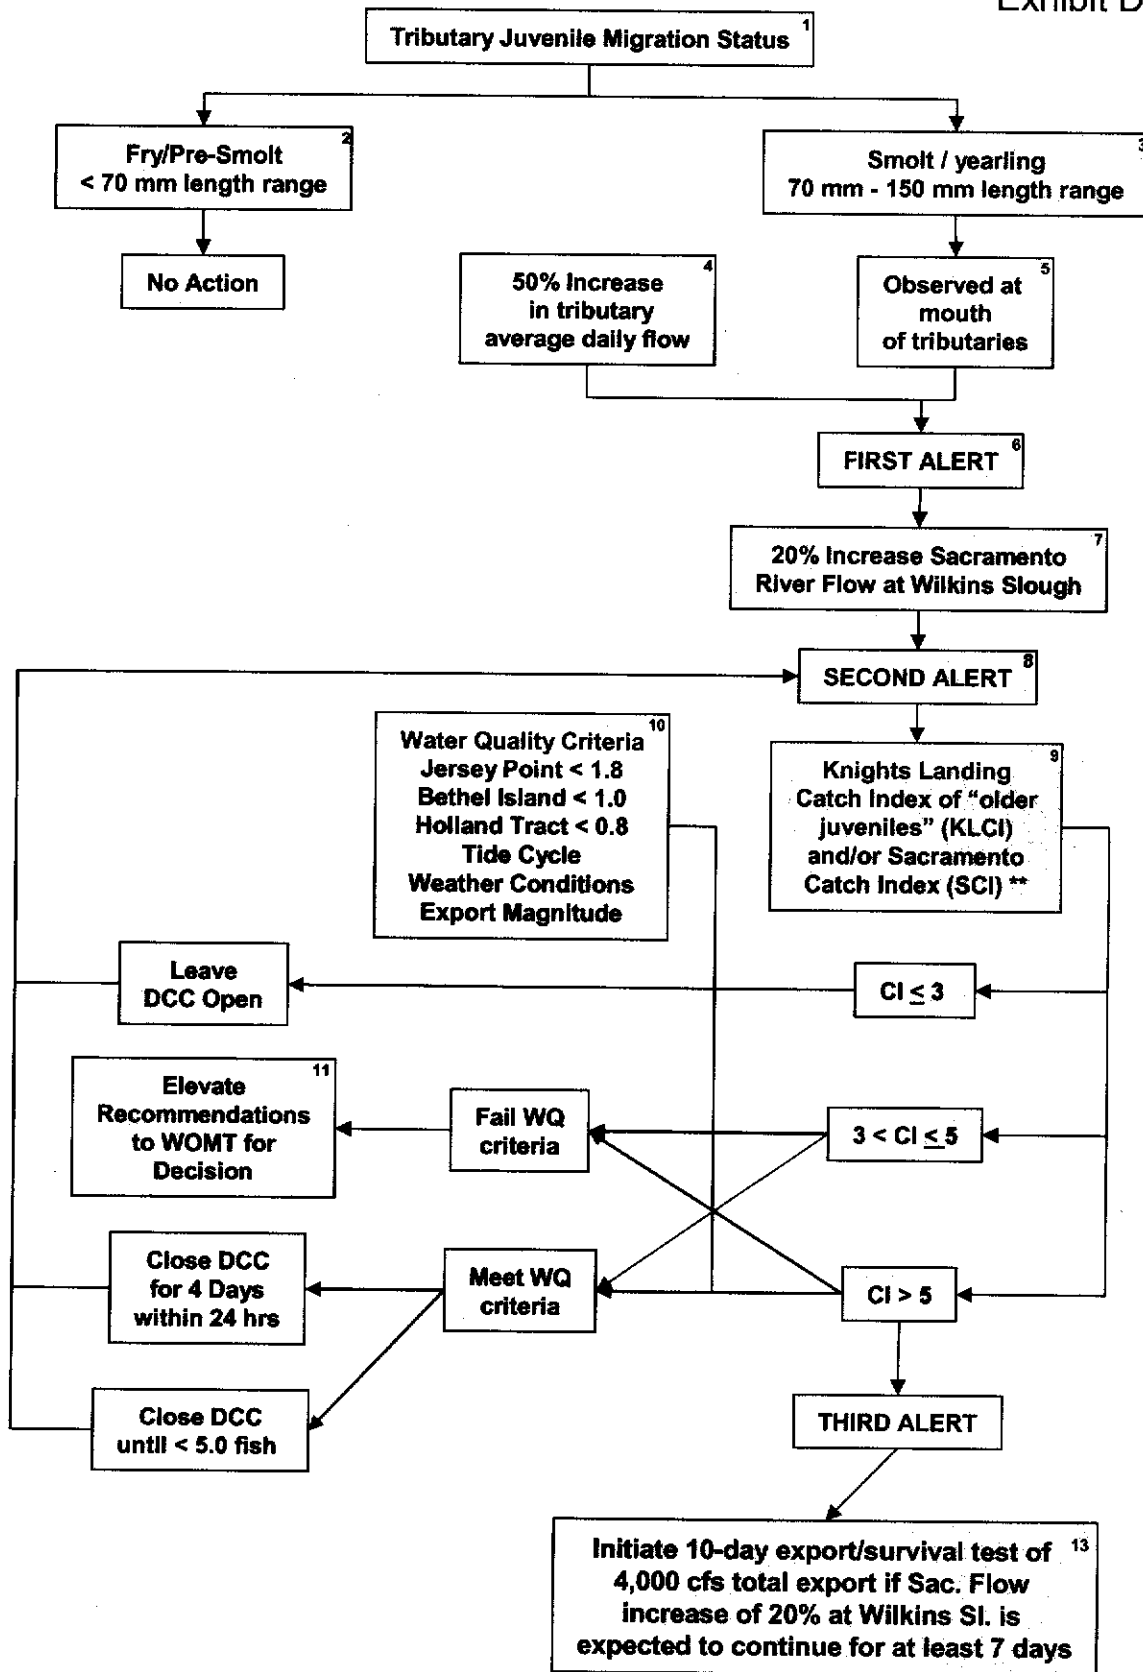 Exhibit D
Tributary Juvenile Migration Status 1
Fry/Pre-Smolt 2
< 70 mm length range
Smolt / yearling 3
70 mm - 150 mm length range
No Action
50% Increase 4
in tributary
average daily flow
Observed at 5
mouth
of tributaries
FIRST ALERT 6
20% Increase Sacramento 7
River Flow at Wilkins Slough
SECOND ALERT 8
Water Quality Criteria 10
Jersey Point < 1.8
Bethel Island < 1.0
Holland Tract < 0.8
Tide Cycle
Weather Conditions
Export Magnitude
Knights Landing 9
Catch Index of “older
juveniles” (KLCI)
and/or Sacramento
Catch Index (SCI) **
Leave
DCC Open
CI ≤ 3
Elevate 11
Recommendations
to WOMT for
Decision
Fail WQ
criteria
3 < CI ≤ 5
Close DCC
for 4 Days
within 24 hrs
Meet WQ
criteria
CI > 5
Close DCC
until < 5.0 fish
THIRD ALERT
Initiate 10-day export/survival test of 13
4,000 cfs total export if Sac. Flow
increase of 20% at Wilkins Sl. is
expected to continue for at least 7 days